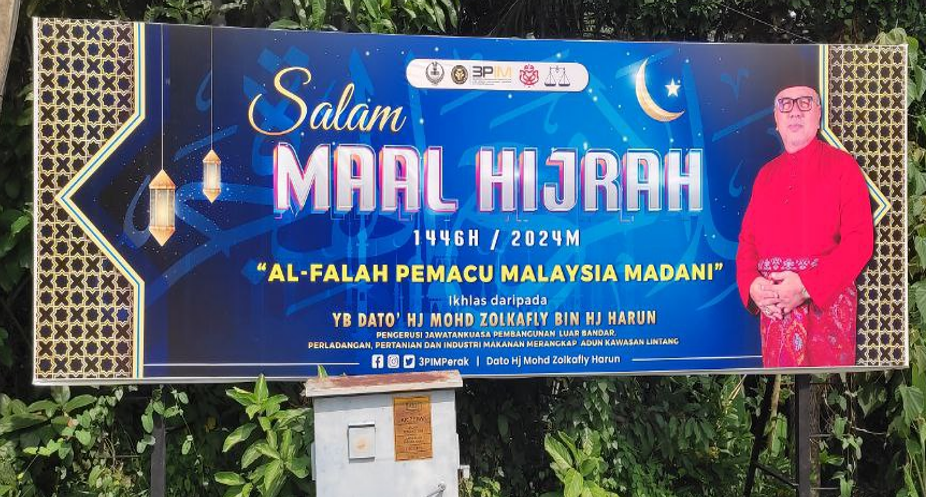 3PIM
Salam
MAAL HIJRAH
1446H / 2024M
"AL-FALAH PEMACU MALAYSIA MADANI"
Ikhlas daripada
YB DATO' HJ MOHD ZOLKAFLY BIN HJ HARUN
PENGERUSI JAWATANKUASA PEMBANGUNAN LUAR BANDAR,
PERLADANGAN, PERTANIAN DAN INDUSTRI MAKANAN MERANGKAP ADUN KAWASAN LINTANG
3PIMPerak | Dato Hj Mohd Zolkafly Harun